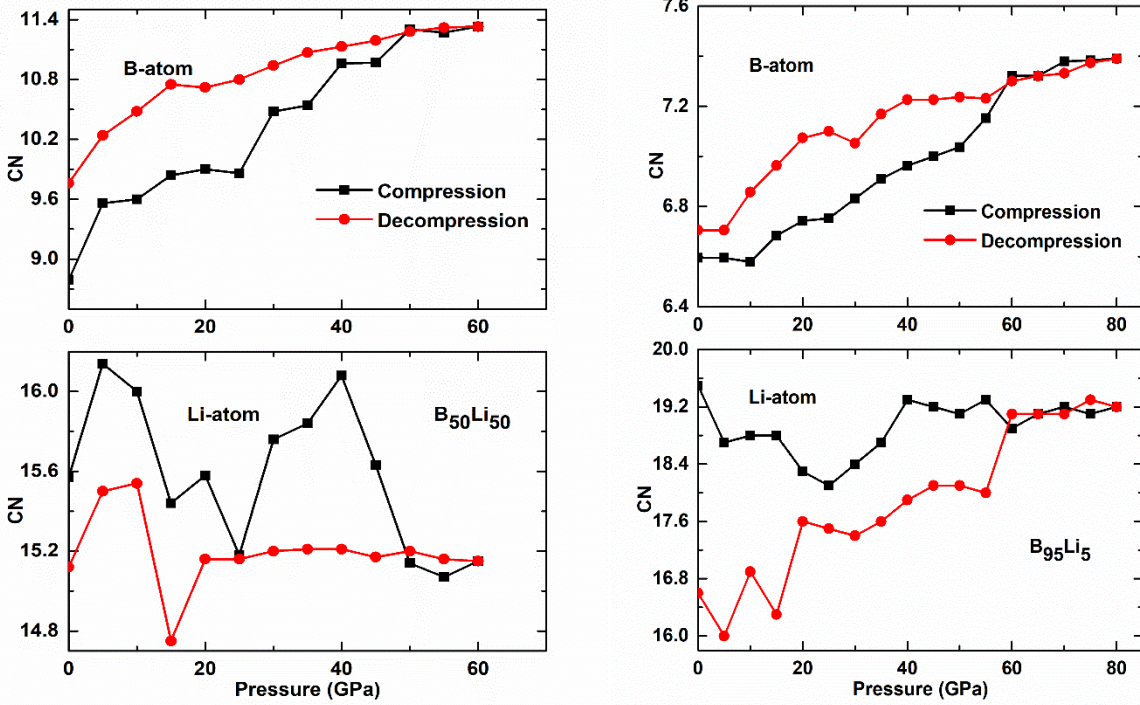 11.4
10.8
10.2
9.6
9.0
CN
B-atom
Compression
Decompression
0 20 40 60
7.6
7.2
6.8
6.4
CN
B-atom
Compression
Decompression
0 20 40 60 80
16.0
15.6
15.2
14.8
CN
Li-atom
B50Li50
0 20 40 60
Pressure (GPa)
20.0
19.2
18.4
17.6
16.8
16.0
CN
Li-atom
B95Li5
0 20 40 60 80
Pressure (GPa)